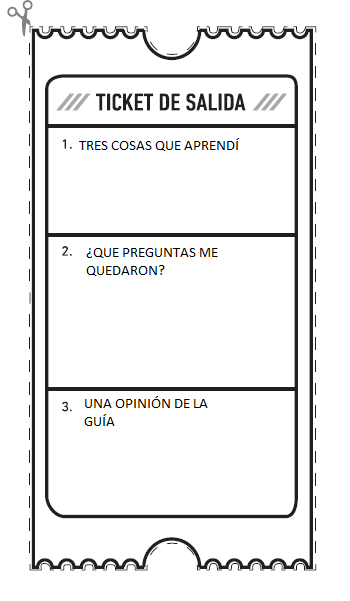 TICKET DE SALIDA
1. TRES COSAS QUE APRENDÍ
2. ¿QUE PREGUNTAS ME
QUEDARON?
3. UNA OPINIÓN DE LA
GUÍA